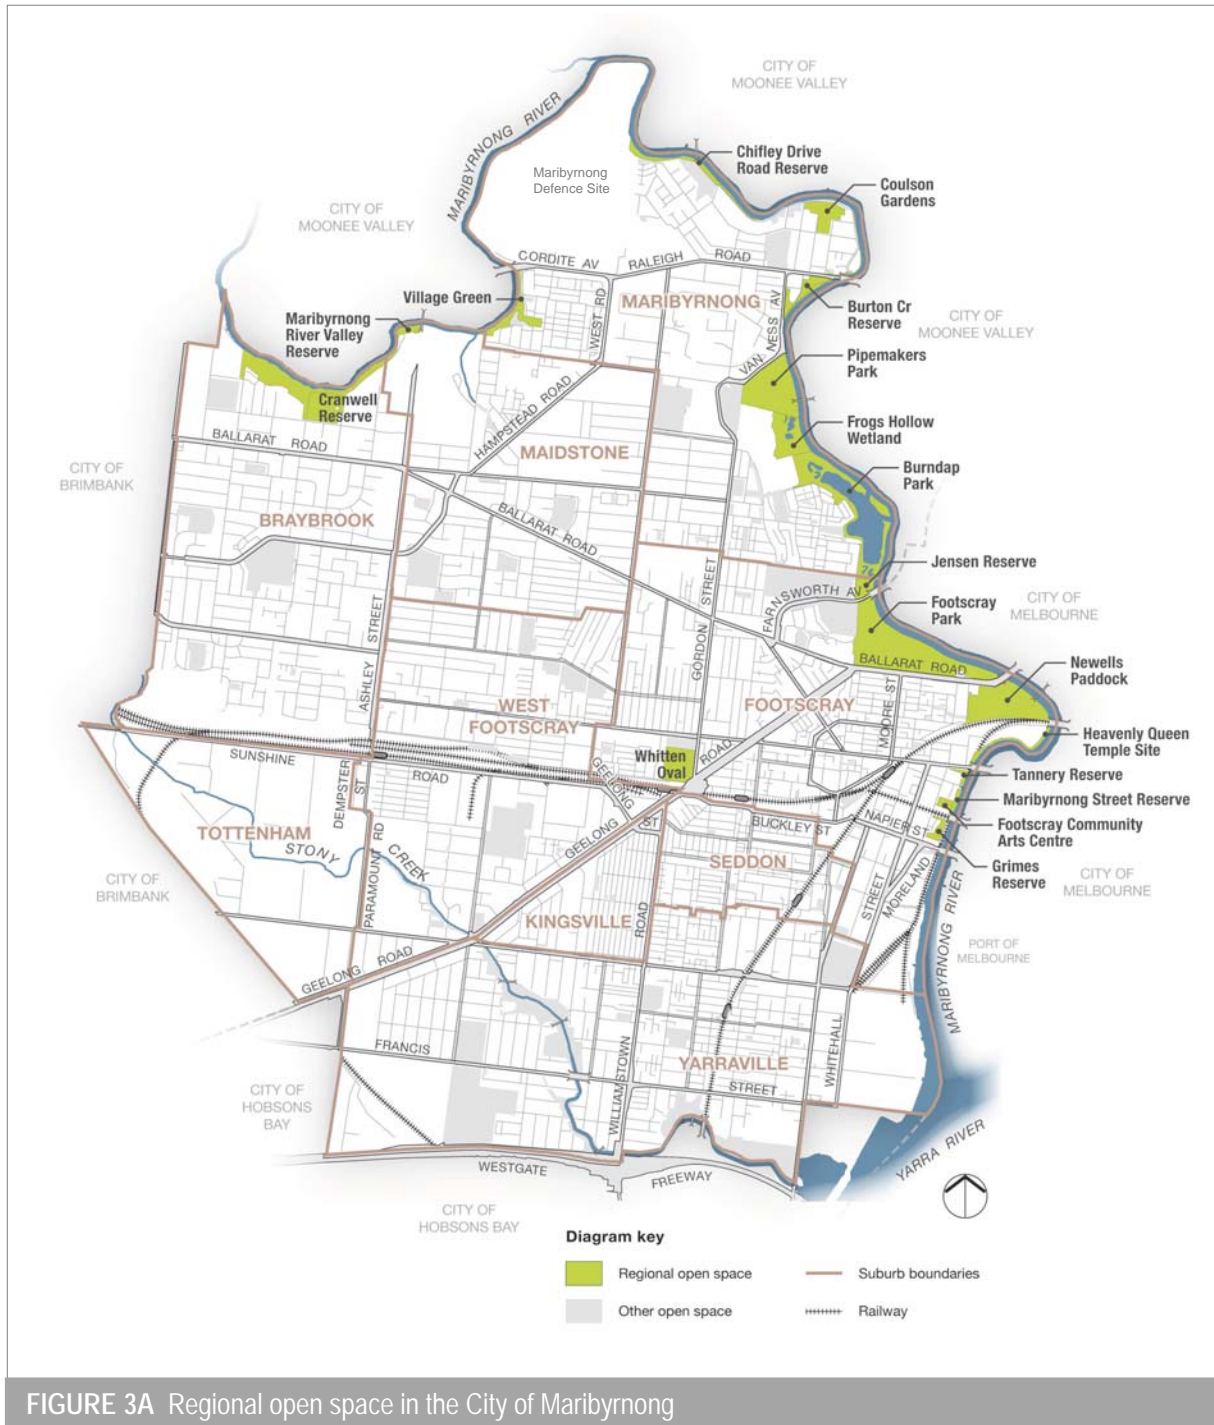 CITY OF
MOONEE VALLEY
MARIBYRNONG RIVER
Maribyrnong
Defence Site
Chifley Drive
Road Reserve
Coulson
Gardens
CITY OF
MOONEE VALLEY
CORDITE AV
RALEIGH ROAD
Village Green
WEST RD
MARIBYRNONG
VAN NESS AV
Burton Cr
Reserve
CITY OF
MOONEE VALLEY
Maribyrnong
River Valley
Reserve
Pipemakers
Park
Cranwell
Reserve
HAMPSTEAD ROAD
Frogs Hollow
Wetland
BALLARAT ROAD
MAIDSTONE
CITY OF
BRIMBANK
Burndap
Park
BRAYBROOK
BALLARAT ROAD
Jensen Reserve
FARNSWORTH AV
GORDON STREET
Footscray
Park
CITY OF
MELBOURNE
ASHLEY STREET
BALLARAT ROAD
Newells
Paddock
WEST
FOOTSCRAY
FOOTSCRAY
MOORE ST
Heavenly Queen
Temple Site
SUNSHINE ROAD
Whitten
Oval
ROAD
GEELONG ST
Tannery Reserve
DEMPSTER ST
Maribyrnong Street Reserve
TOTTENHAM
STONY CREEK
GEELONG
BUCKLEY ST
NAPIER ST
Footscray Community
Arts Centre
PARAMOUNT RD
SEDDON
Grimes
Reserve
CITY OF
BRIMBANK
CITY OF
MELBOURNE
STREET
MORELAND
KINGSVILLE
ROAD
MARIBYRNONG RIVER
PORT OF
MELBOURNE
GEELONG ROAD
FRANCIS
YARRAVILLE
WHITEHALL
STREET
WILLIAMSTOWN
CITY OF
HOBSONS
BAY
YARRA RIVER
WESTGATE FREEWAY
CITY OF
HOBSONS BAY
Diagram key
Regional open space
Suburb boundaries
Other open space
Railway
FIGURE 3A Regional open space in the City of Maribyrnong